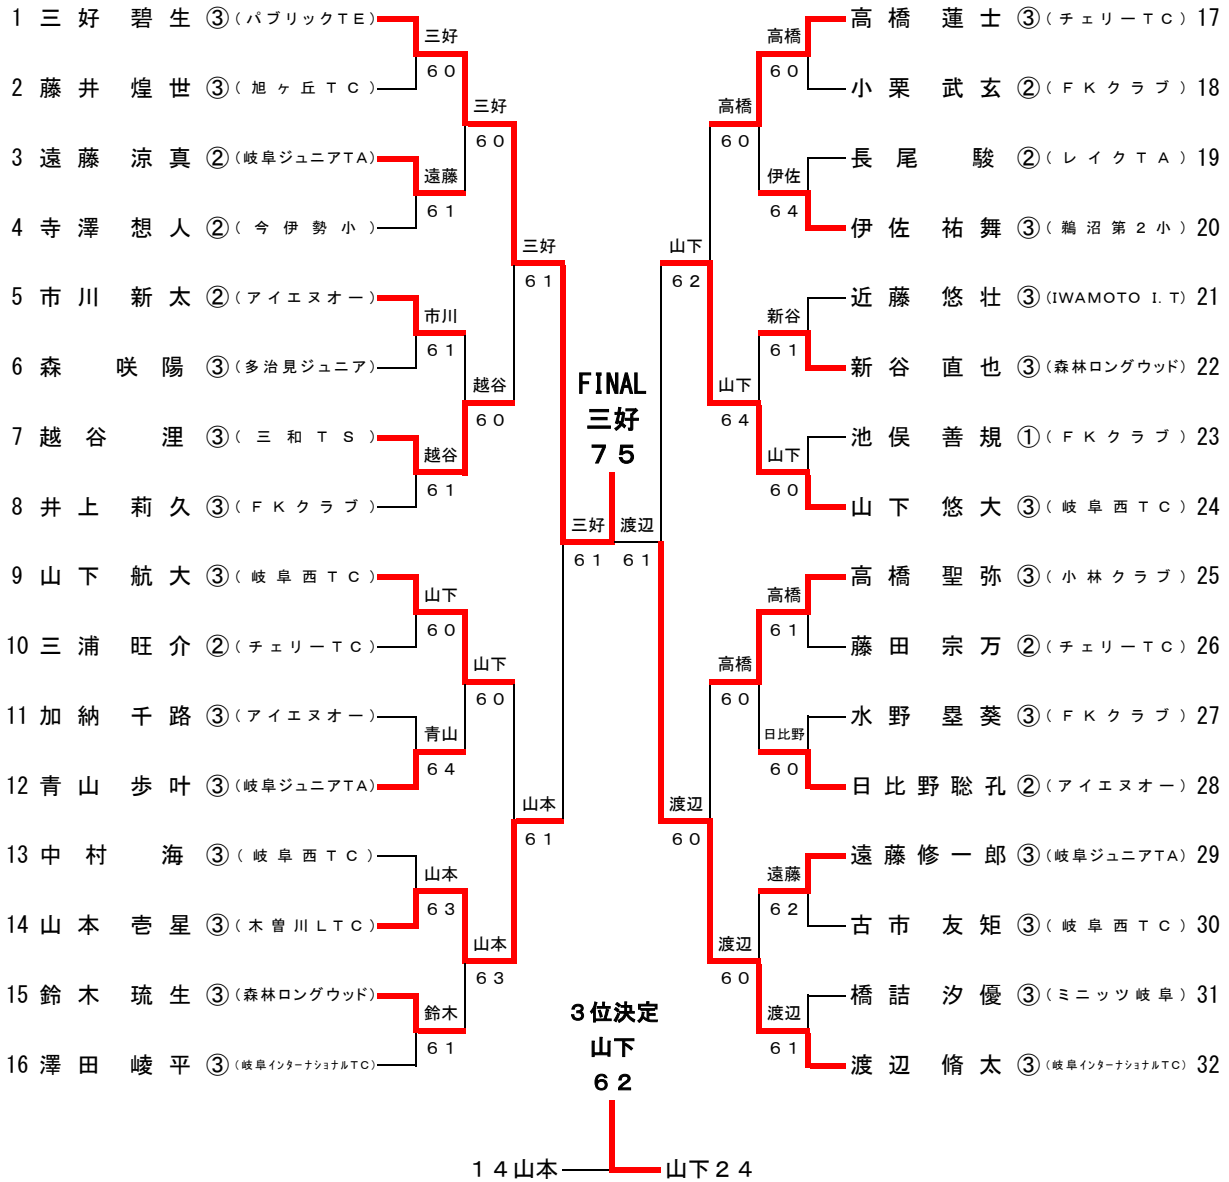 1 三好 碧生 ③ (パブリックTE)
2 藤井 煌世 ③ (旭ヶ丘TC)
3 遠藤 涼真 ② (岐阜ジュニアTA)
4 寺澤 想人 ② (今伊勢小)
5 市川 新太 ② (アイエヌオー)
6 森 咲陽 ③ (多治見ジュニア)
7 越谷 浬 ③ (三和TS)
8 井上 莉久 ③ (FKクラブ)
9 山下 航大 ③ (岐阜西TC)
10 三浦 旺介 ② (チェリーTC)
11 加納 千路 ③ (アイエヌオー)
12 青山 歩叶 ③ (岐阜ジュニアTA)
13 中村 海 ③ (岐阜西TC)
14 山本 壱星 ③ (木曽川LTC)
15 鈴木 琉生 ③ (森林ロングウッド)
16 澤田 崚平 ③ (岐阜インターナショナルTC)
三好
60
遠藤
61
市川
61
越谷
61
山下
60
青山
64
山本
63
鈴木
61
三好
60
越谷
60
山下
60
山本
63
三好
61
山本
61
三好
61
FINAL
三好
75
渡辺
61
山下
62
渡辺
60
高橋
60
山下
64
高橋
60
渡辺
60
高橋
60
伊佐
64
新谷
61
山下
60
高橋
61
日比野
60
遠藤
62
渡辺
61
高橋 蓮士 ③ (チェリーTC) 17
小栗 武玄 ② (FKクラブ) 18
長尾 駿 ② (レイクTA) 19
伊佐 祐舞 ③ (鵜沼第2小) 20
近藤 悠壮 ③ (IWAMOTO I.T) 21
新谷 直也 ③ (森林ロングウッド) 22
池俣 善規 ① (FKクラブ) 23
山下 悠大 ③ (岐阜西TC) 24
高橋 聖弥 ③ (小林クラブ) 25
藤田 宗万 ② (チェリーTC) 26
水野 塁葵 ③ (FKクラブ) 27
日比野聡孔 ② (アイエヌオー) 28
遠藤修一郎 ③ (岐阜ジュニアTA) 29
古市 友矩 ③ (岐阜西TC) 30
橋詰 汐優 ③ (ミニッツ岐阜) 31
渡辺 脩太 ③ (岐阜インターナショナルTC) 32
3位決定
山下
62
14山本 山下24